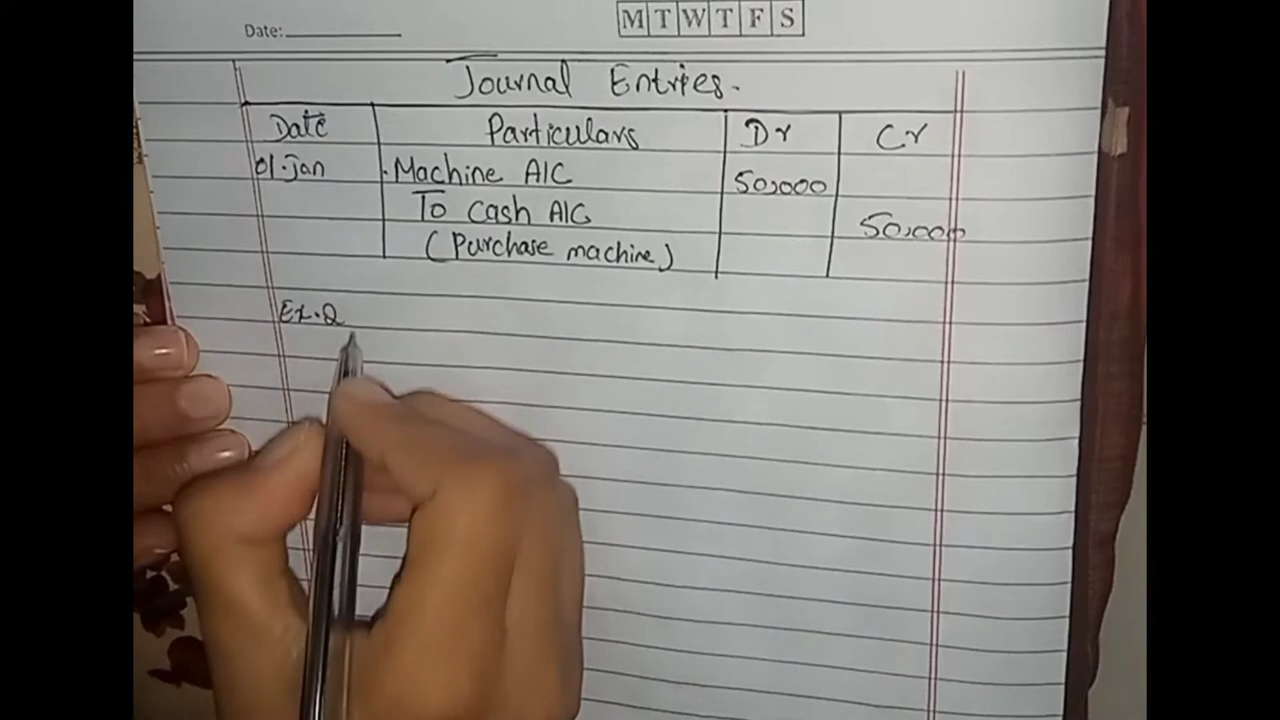 Date:
M T W T F S
Journal Entries.
Date Particulars Dr Cr
01.Jan Machine A/C 50,000
To Cash A/C 50,000
(Purchase machine)
Ex.2